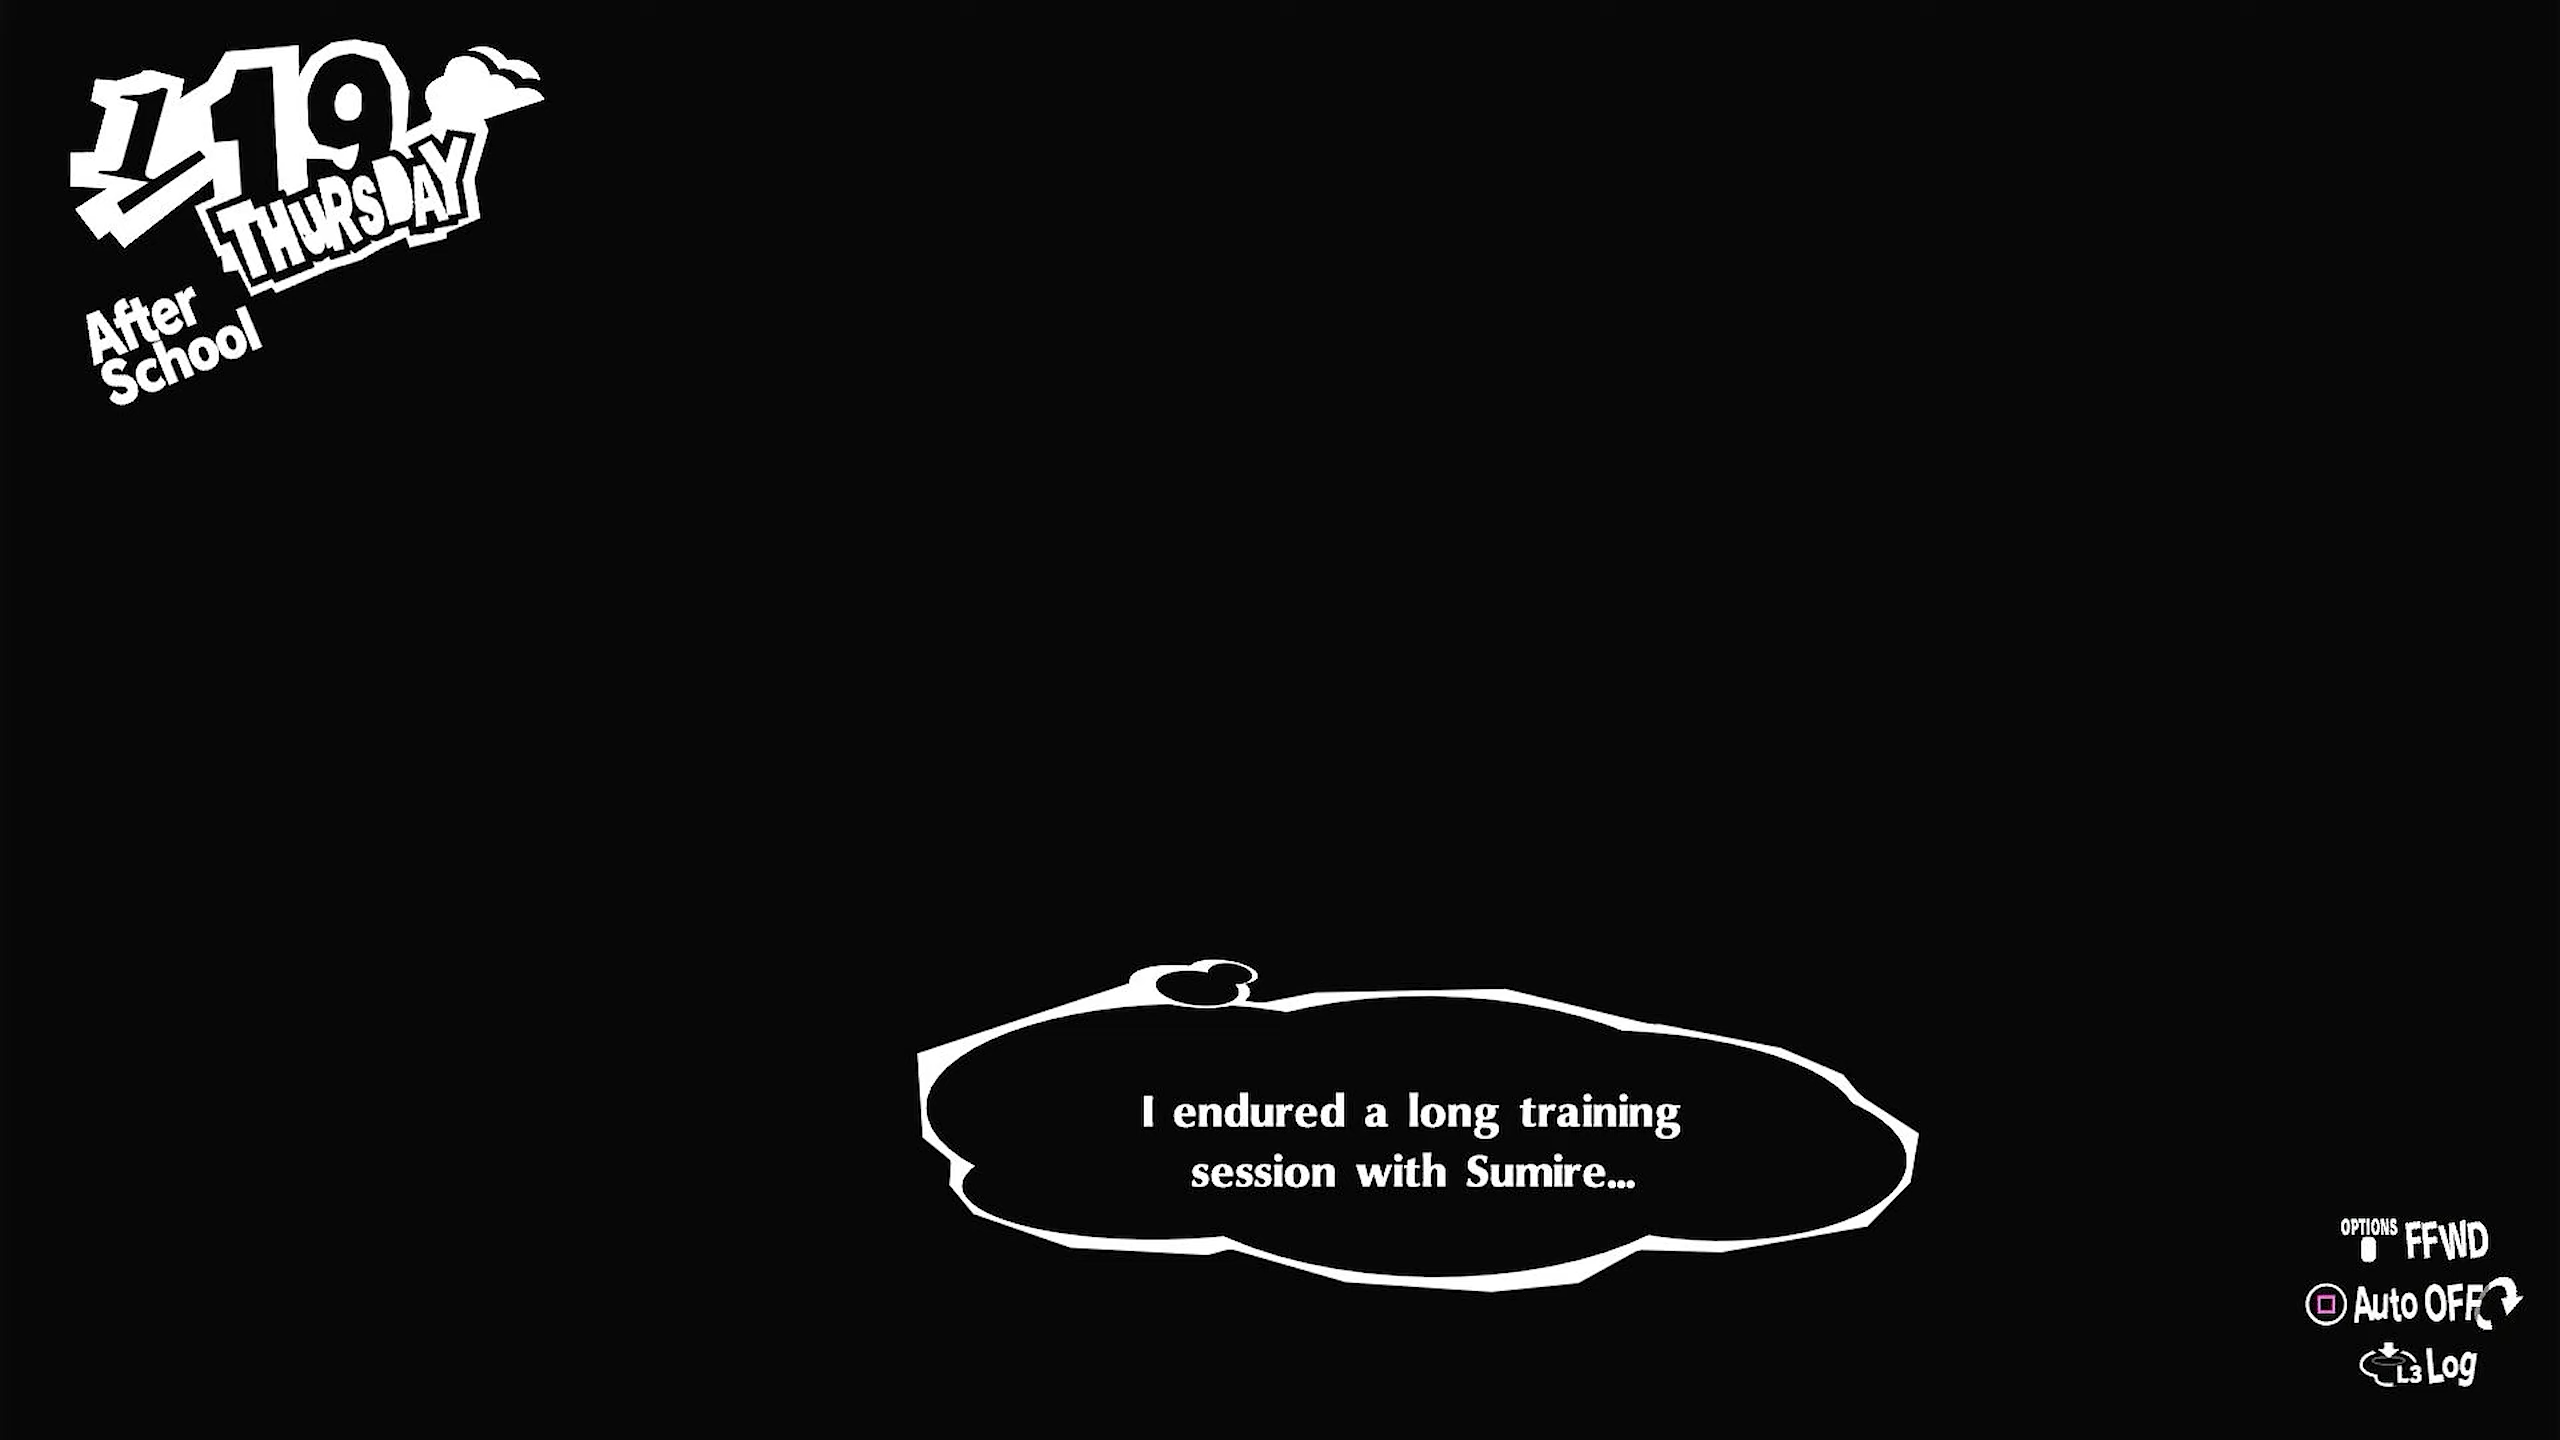 1/19
THURSDAY
After
School
I endured a long training
session with Sumire...
OPTIONS FFWD
Auto OFF
L3 Log